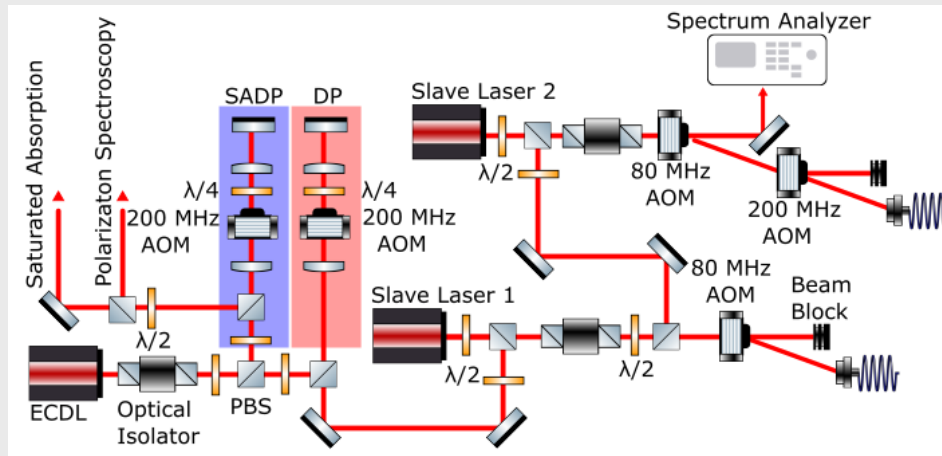 Spectrum Analyzer
Slave Laser 2
SADP
DP
Saturated Absorption
Polarizaton Spectroscopy
λ/4
λ/4
200 MHz
AOM
200 MHz
AOM
λ/2
80 MHz
AOM
200 MHz
AOM
80 MHz
AOM
Beam
Block
Slave Laser 1
λ/2
λ/2
λ/2
ECDL
Optical
Isolator
PBS